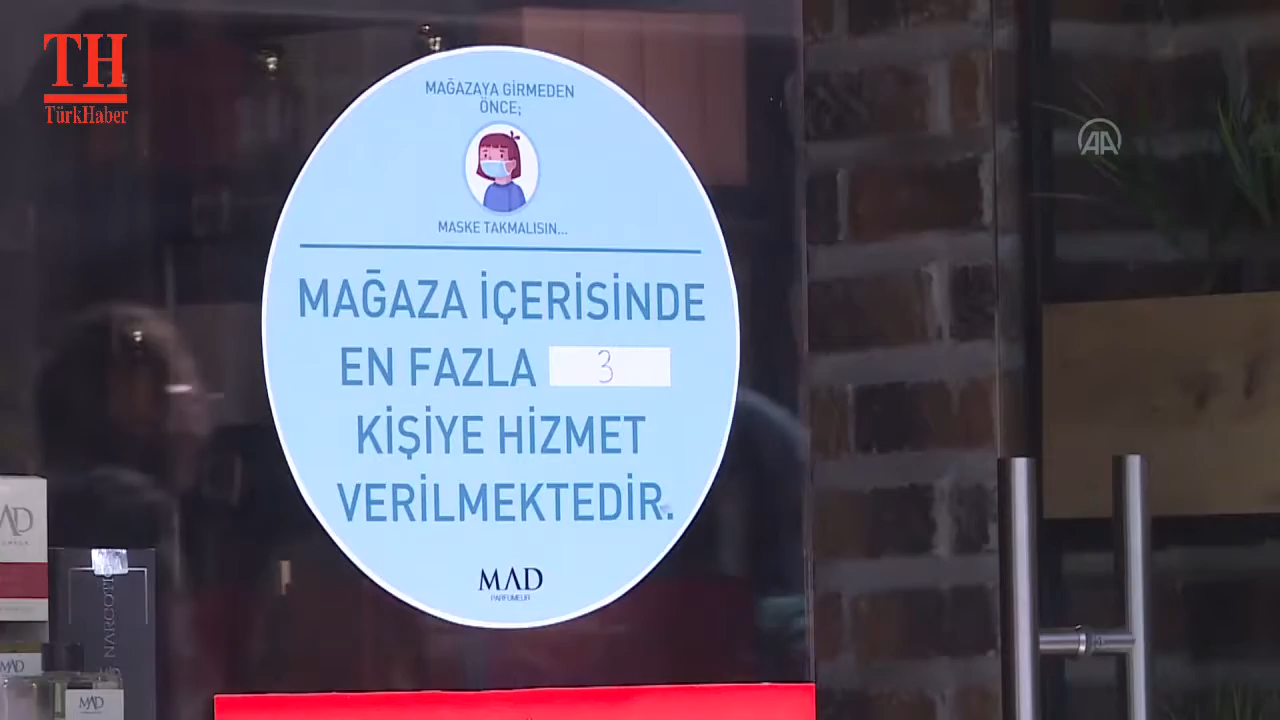 TH
TürkHaber
AA
MAĞAZAYA GİRMEDEN
ÖNCE;
MASKE TAKMALISIN...
MAĞAZA İÇERİSİNDE
EN FAZLA 3
KİŞİYE HİZMET
VERİLMEKTEDİR.
MAD
PARFUMEUR
NARCOTIC
MAD
MAD